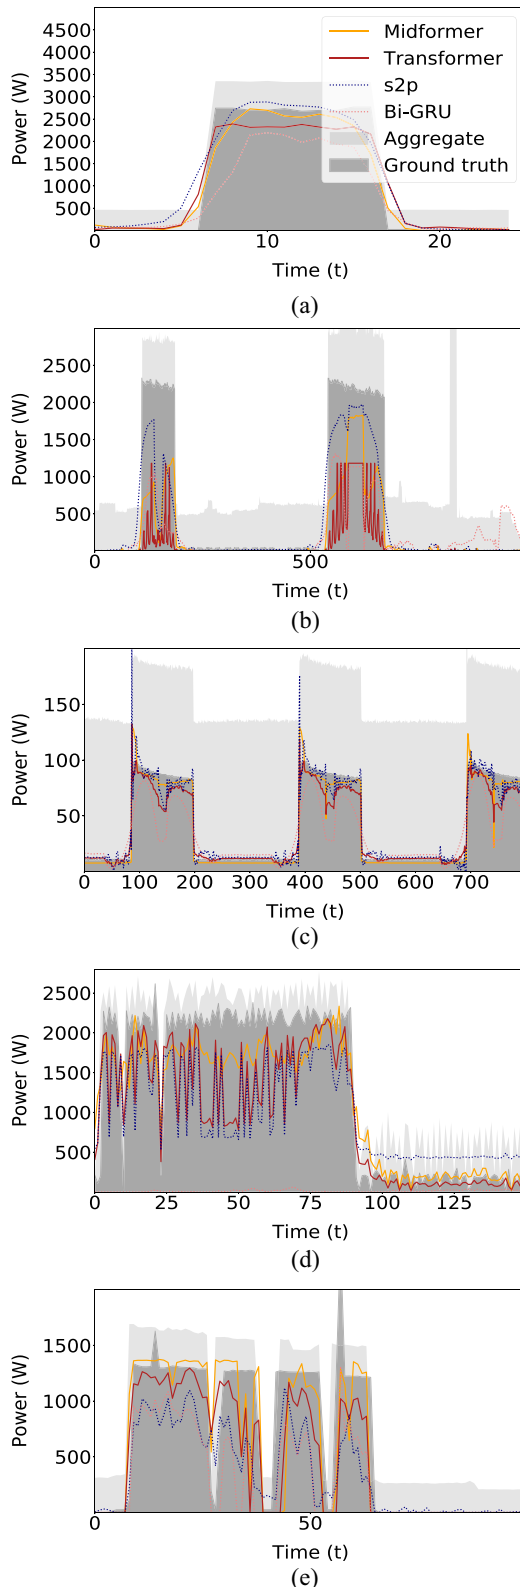 4500
4000
3500
3000
2500
2000
1500
1000
500
Power (W)
Midformer
Transformer
s2p
Bi-GRU
Aggregate
Ground truth
0
10
20
Time (t)
(a)
2500
2000
1500
1000
500
Power (W)
0
500
Time (t)
(b)
150
100
50
Power (W)
0
100
200
300
400
500
600
700
Time (t)
(c)
2500
2000
1500
1000
500
Power (W)
0
25
50
75
100
125
Time (t)
(d)
1500
1000
500
Power (W)
0
50
Time (t)
(e)